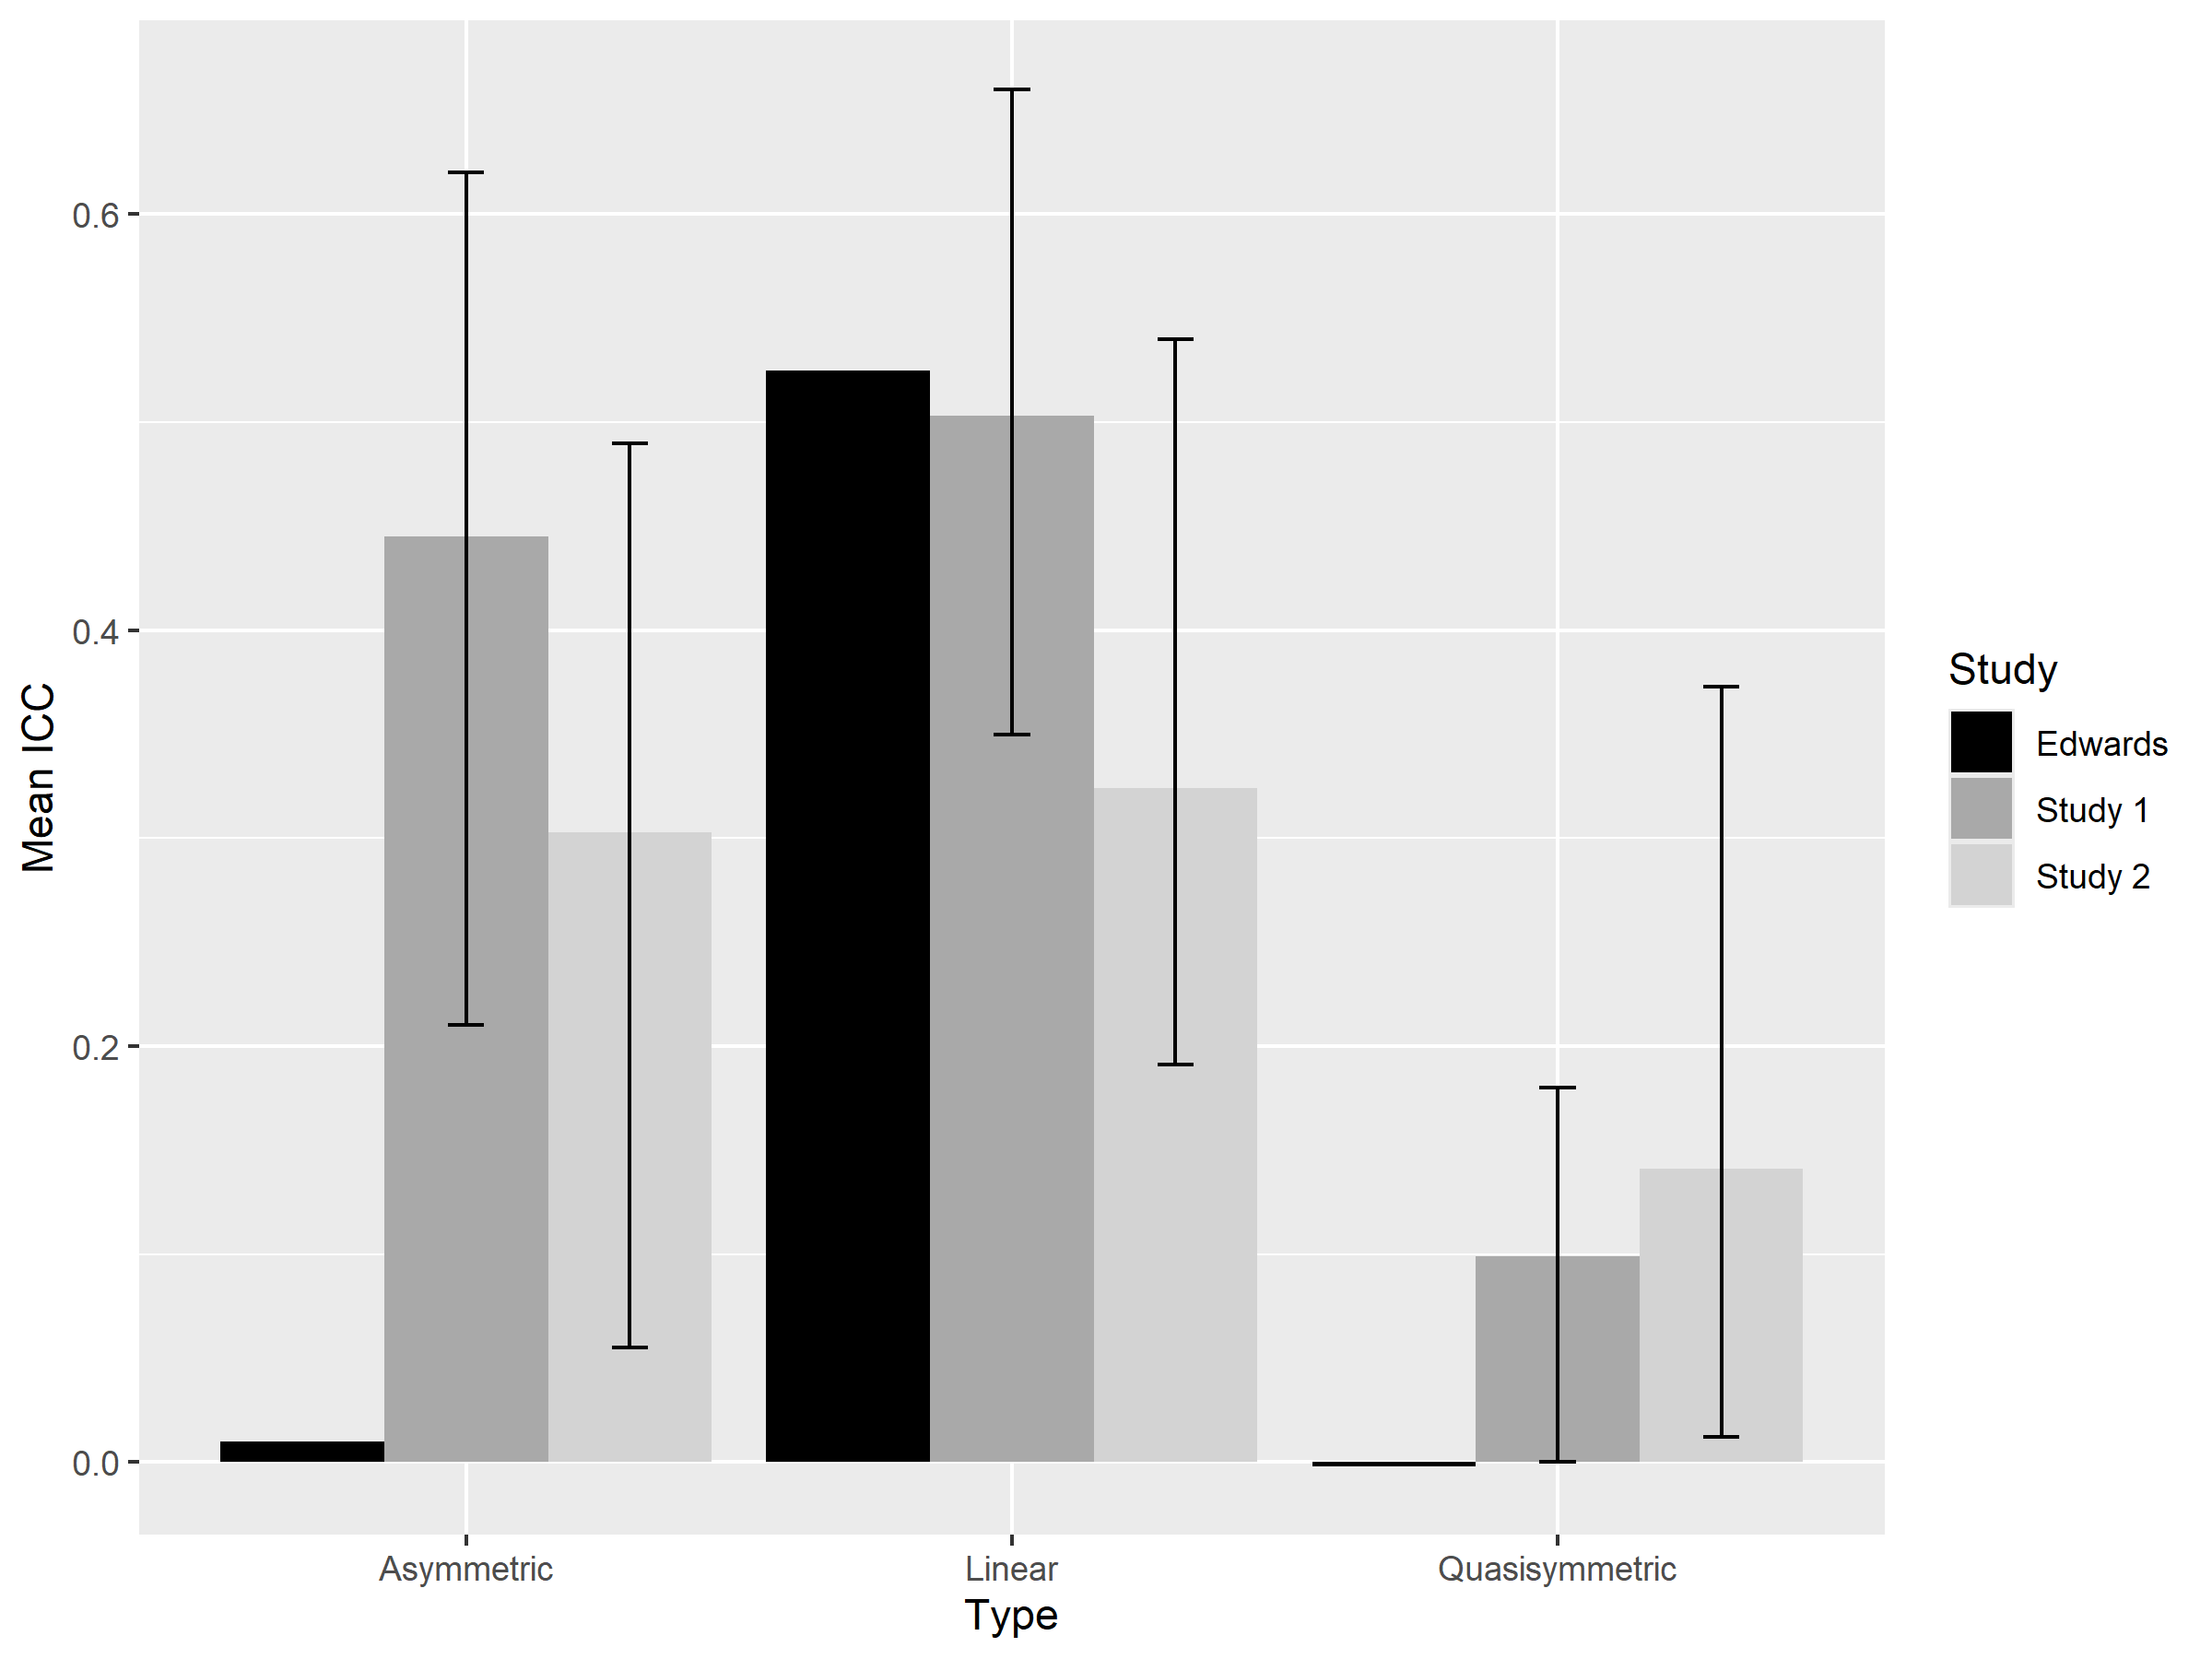 Mean ICC
0.6
0.4
0.2
0.0
Asymmetric
Linear
Quasisymmetric
Type
Study
Edwards
Study 1
Study 2